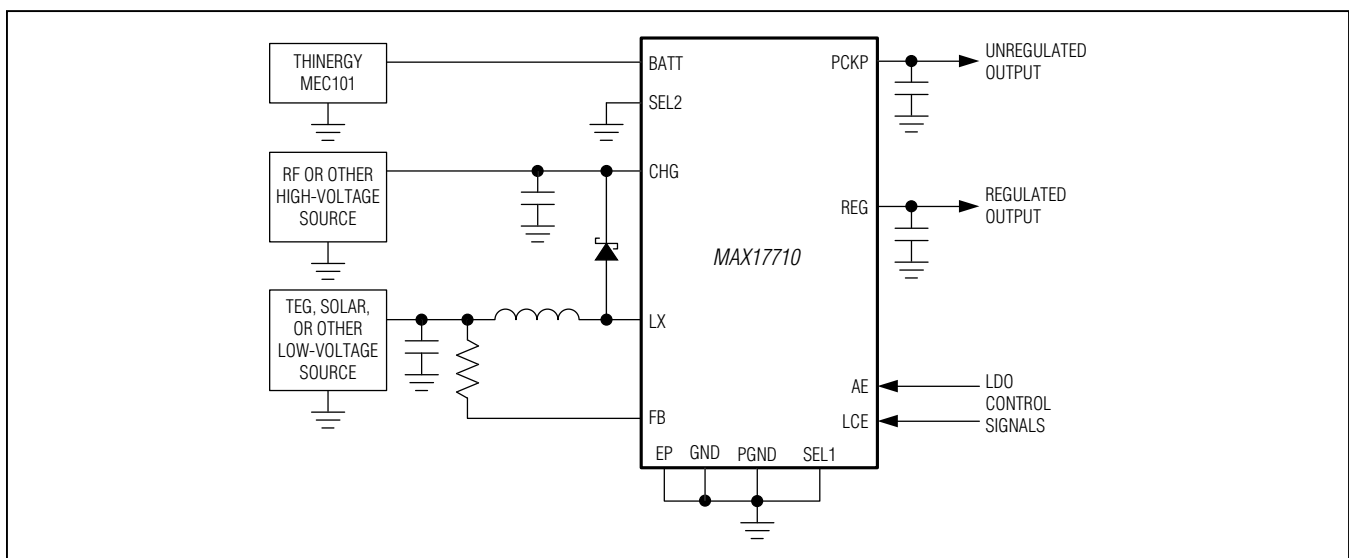 THINERGY
MEC101
RF OR OTHER
HIGH-VOLTAGE
SOURCE
TEG, SOLAR,
OR OTHER
LOW-VOLTAGE
SOURCE
BATT
SEL2
CHG
LX
FB
MAX17710
PCKP
REG
AE
LCE
EP
GND
PGND
SEL1
UNREGULATED
OUTPUT
REGULATED
OUTPUT
LDO
CONTROL
SIGNALS